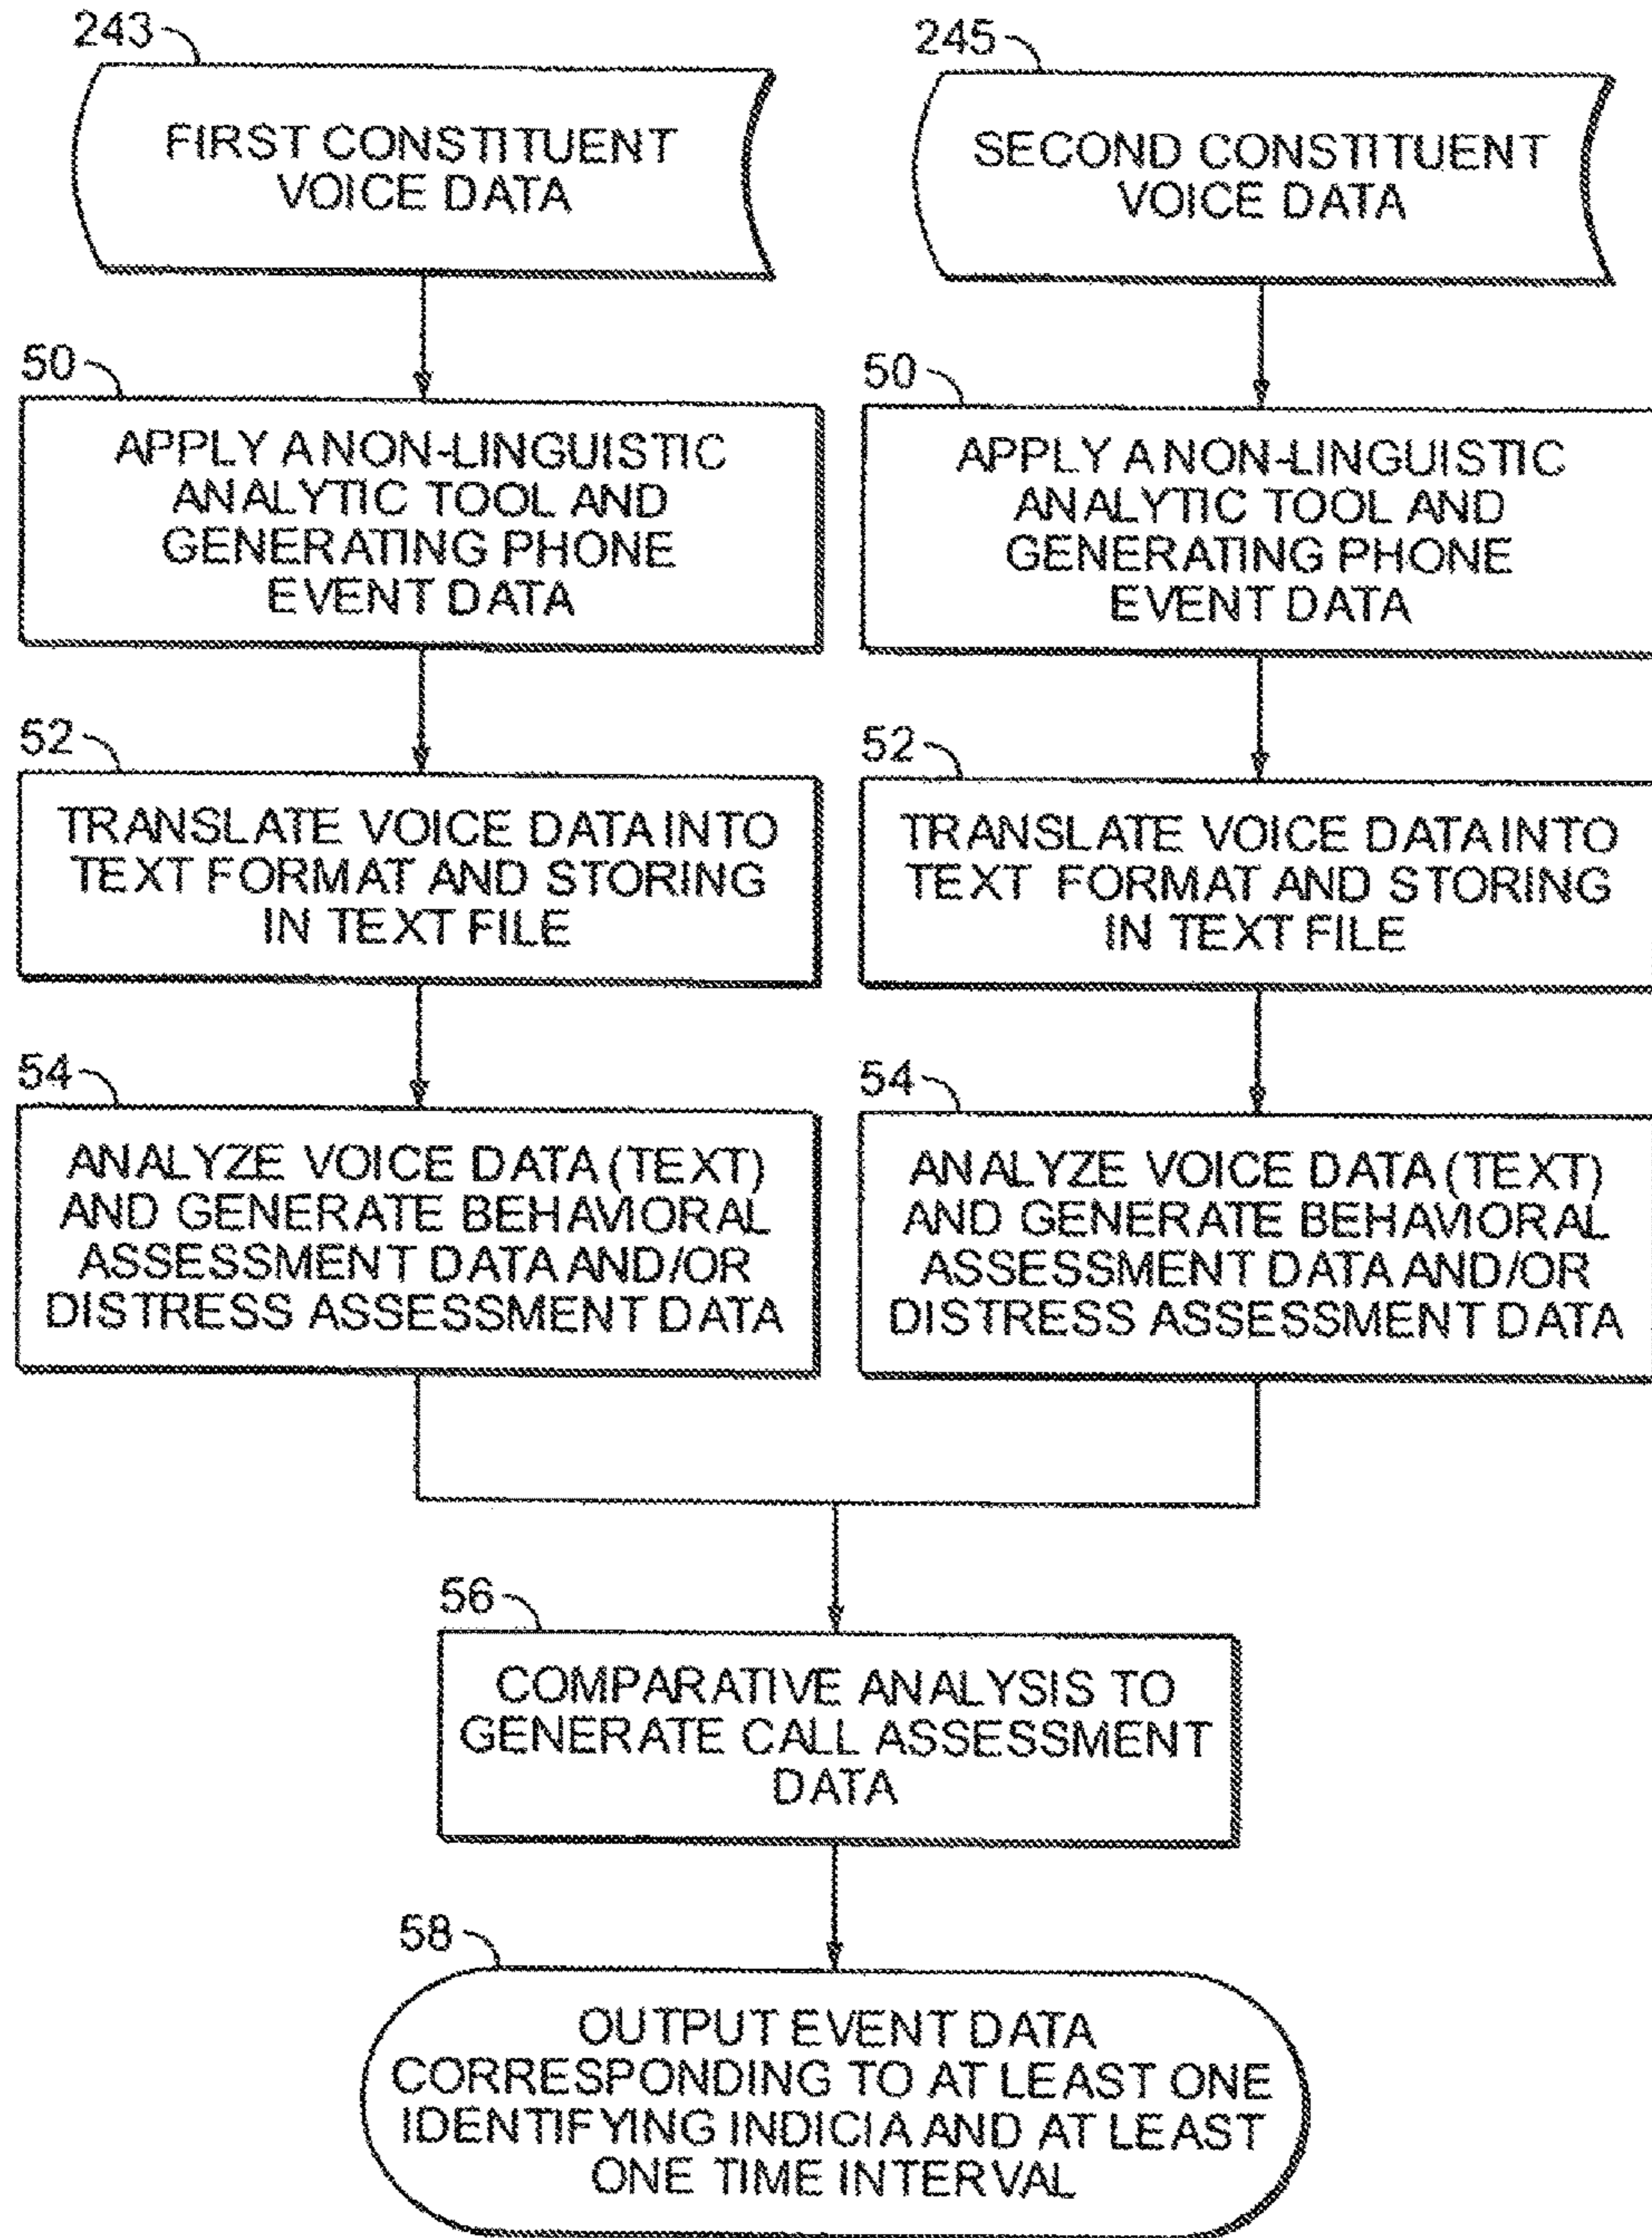 243
FIRST CONSTITUENT
VOICE DATA
245
SECOND CONSTITUENT
VOICE DATA
50
APPLY A NON-LINGUISTIC
ANALYTIC TOOL AND
GENERATING PHONE
EVENT DATA
50
APPLY A NON-LINGUISTIC
ANALYTIC TOOL AND
GENERATING PHONE
EVENT DATA
52
TRANSLATE VOICE DATA INTO
TEXT FORMAT AND STORING
IN TEXT FILE
52
TRANSLATE VOICE DATA INTO
TEXT FORMAT AND STORING
IN TEXT FILE
54
ANALYZE VOICE DATA (TEXT)
AND GENERATE BEHAVIORAL
ASSESSMENT DATA AND/OR
DISTRESS ASSESSMENT DATA
54
ANALYZE VOICE DATA (TEXT)
AND GENERATE BEHAVIORAL
ASSESSMENT DATA AND/OR
DISTRESS ASSESSMENT DATA
56
COMPARATIVE ANALYSIS TO
GENERATE CALL ASSESSMENT
DATA
58
OUTPUT EVENT DATA
CORRESPONDING TO AT LEAST ONE
IDENTIFYING INDICIA AND AT LEAST
ONE TIME INTERVAL